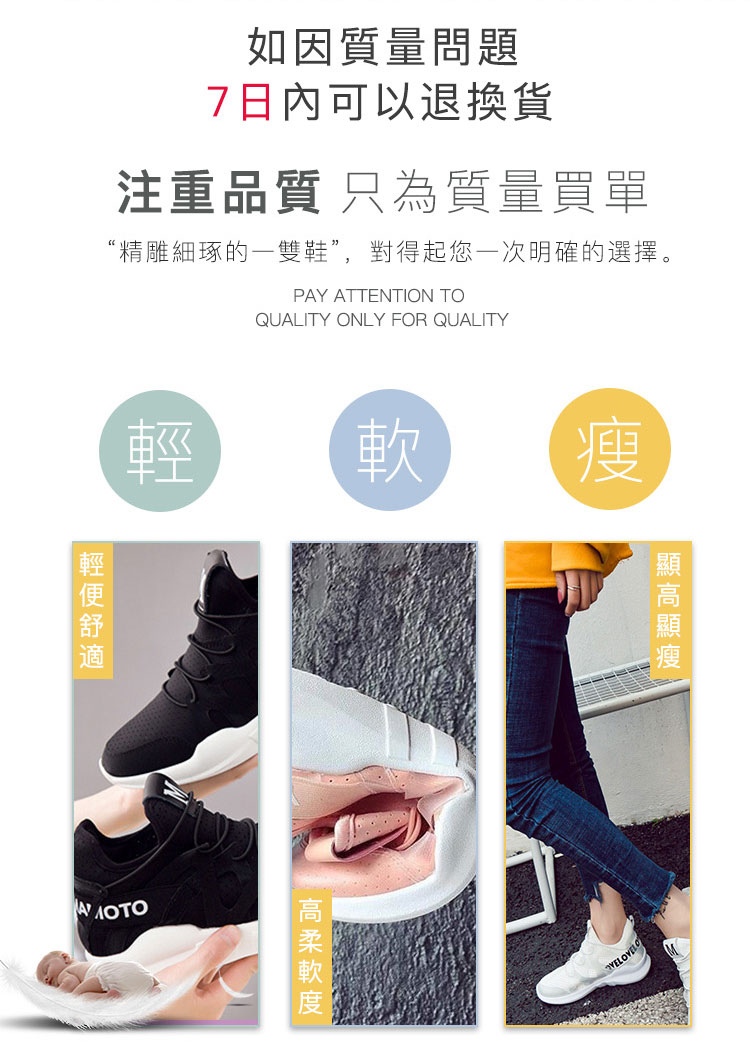 如因質量問題
7日內可以退換貨
注重品質 只為質量買單
“精雕細琢的一雙鞋”，對得起您一次明確的選擇。
PAY ATTENTION TO
QUALITY ONLY FOR QUALITY
輕
軟
瘦
輕便舒適
高柔軟度
顯高顯瘦
M
MOTO
M